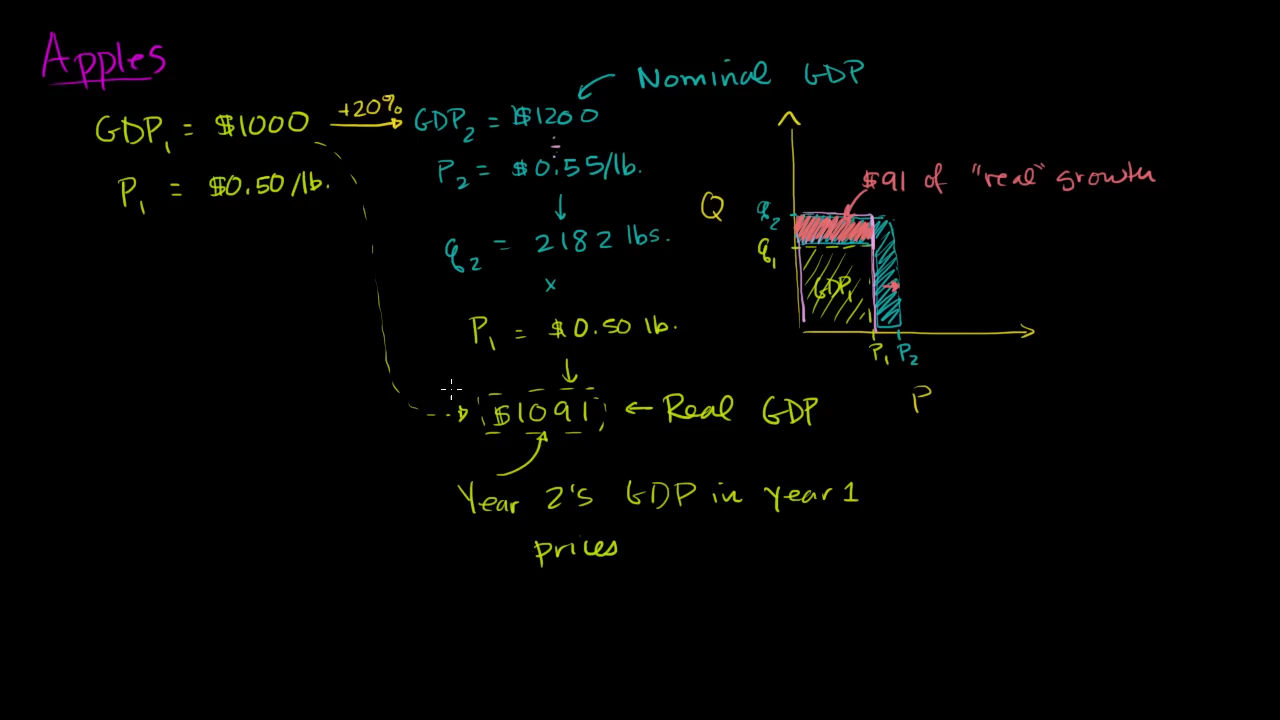 Apples
GDP₁ = $1000 +20% GDP₂ = $1200
Nominal GDP
P₁ = $0.50/lb.
÷
P₂ = $0.55/lb.
q₂ = 2182 lbs.
x
P₁ = $0.50 lb.
$1091 ← Real GDP
Year 2's GDP in year 1
prices
$91 of "real" growth
Q
q₂
q₁
GDP₁
P₁ P₂
P